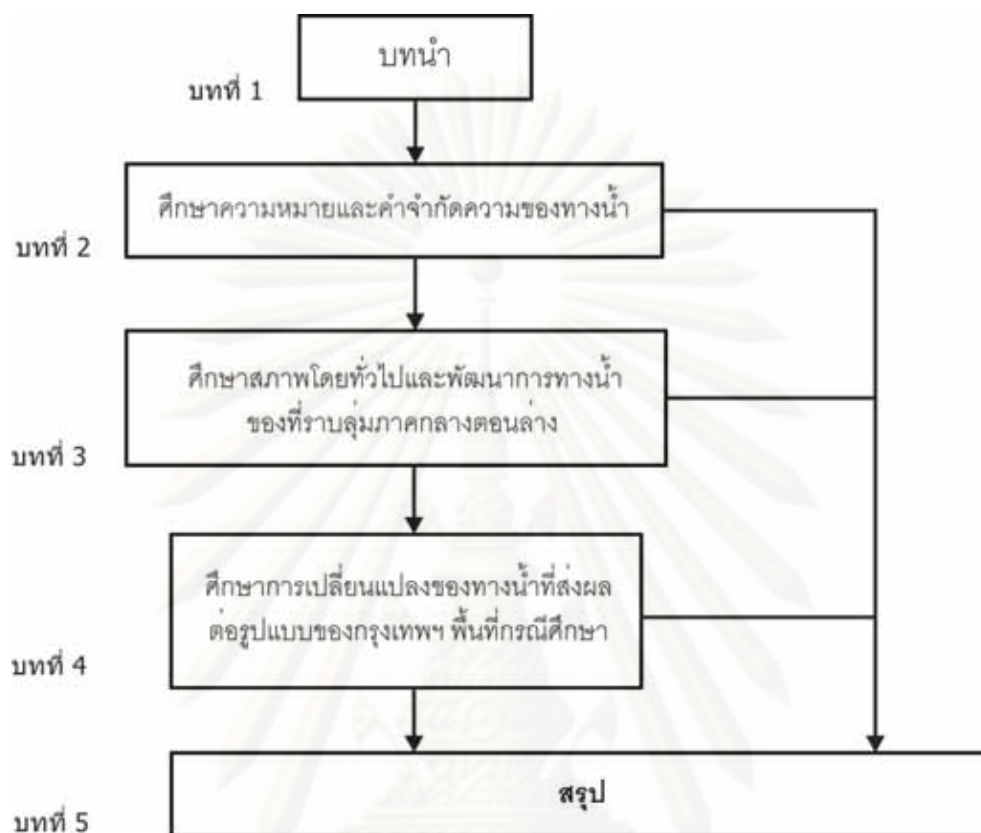 บทนำ
บทที่ 1
ศึกษาความหมายและคำจำกัดความของทางน้ำ
บทที่ 2
ศึกษาสภาพโดยทั่วไปและพัฒนาการทางน้ำ
ของที่ราบลุ่มภาคกลางตอนล่าง
บทที่ 3
ศึกษาการเปลี่ยนแปลงของทางน้ำที่ส่งผล
ต่อรูปแบบของกรุงเทพฯ พื้นที่กรณีศึกษา
บทที่ 4
สรุป
บทที่ 5